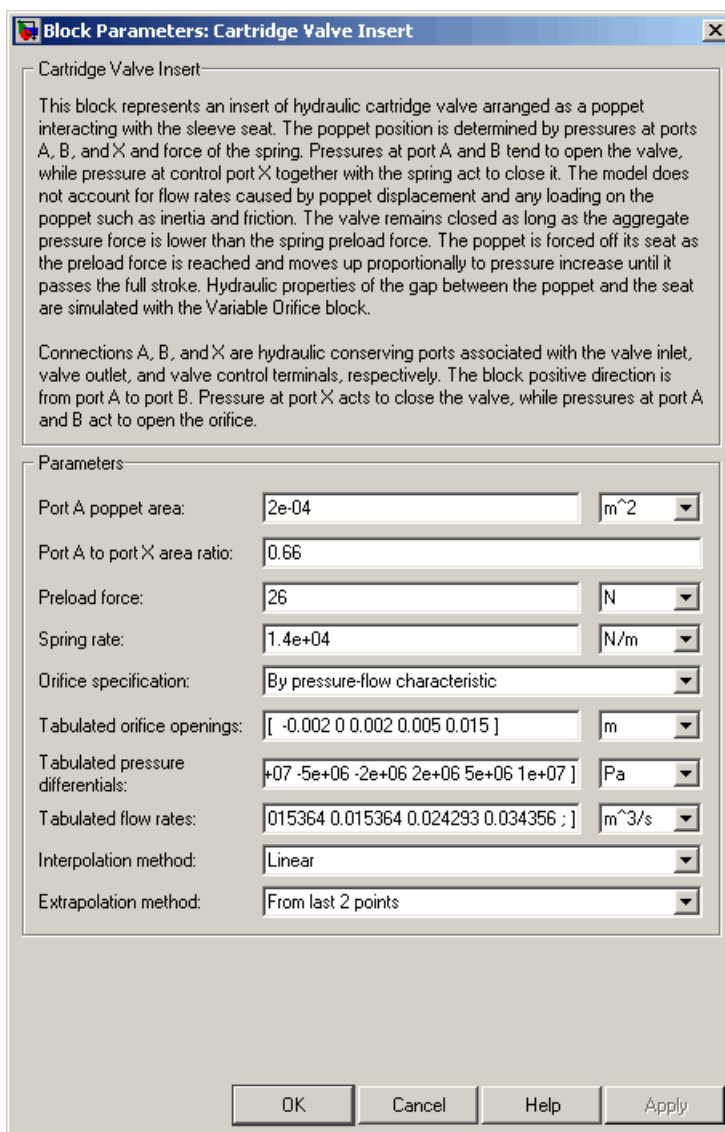 Block Parameters: Cartridge Valve Insert
Cartridge Valve Insert
This block represents an insert of hydraulic cartridge valve arranged as a poppet
interacting with the sleeve seat. The poppet position is determined by pressures at ports
A, B, and X and force of the spring. Pressures at port A and B tend to open the valve,
while pressure at control port X together with the spring act to close it. The model does
not account for flow rates caused by poppet displacement and any loading on the
poppet such as inertia and friction. The valve remains closed as long as the aggregate
pressure force is lower than the spring preload force. The poppet is forced off its seat as
the preload force is reached and moves up proportionally to pressure increase until it
passes the full stroke. Hydraulic properties of the gap between the poppet and the seat
are simulated with the Variable Orifice block.
Connections A, B, and X are hydraulic conserving ports associated with the valve inlet,
valve outlet, and valve control terminals, respectively. The block positive direction is
from port A to port B. Pressure at port X acts to close the valve, while pressures at port A
and B act to open the orifice.
Parameters
Port A poppet area: 2e-04 m^2
Port A to port X area ratio: 0.66
Preload force: 26 N
Spring rate: 1.4e+04 N/m
Orifice specification: By pressure-flow characteristic
Tabulated orifice openings: [ -0.002 0 0.002 0.005 0.015 ] m
Tabulated pressure
differentials: +07 -5e+06 -2e+06 2e+06 5e+06 1e+07 ] Pa
Tabulated flow rates: 015364 0.015364 0.024293 0.034356 ; ] m^3/s
Interpolation method: Linear
Extrapolation method: From last 2 points
OK Cancel Help Apply